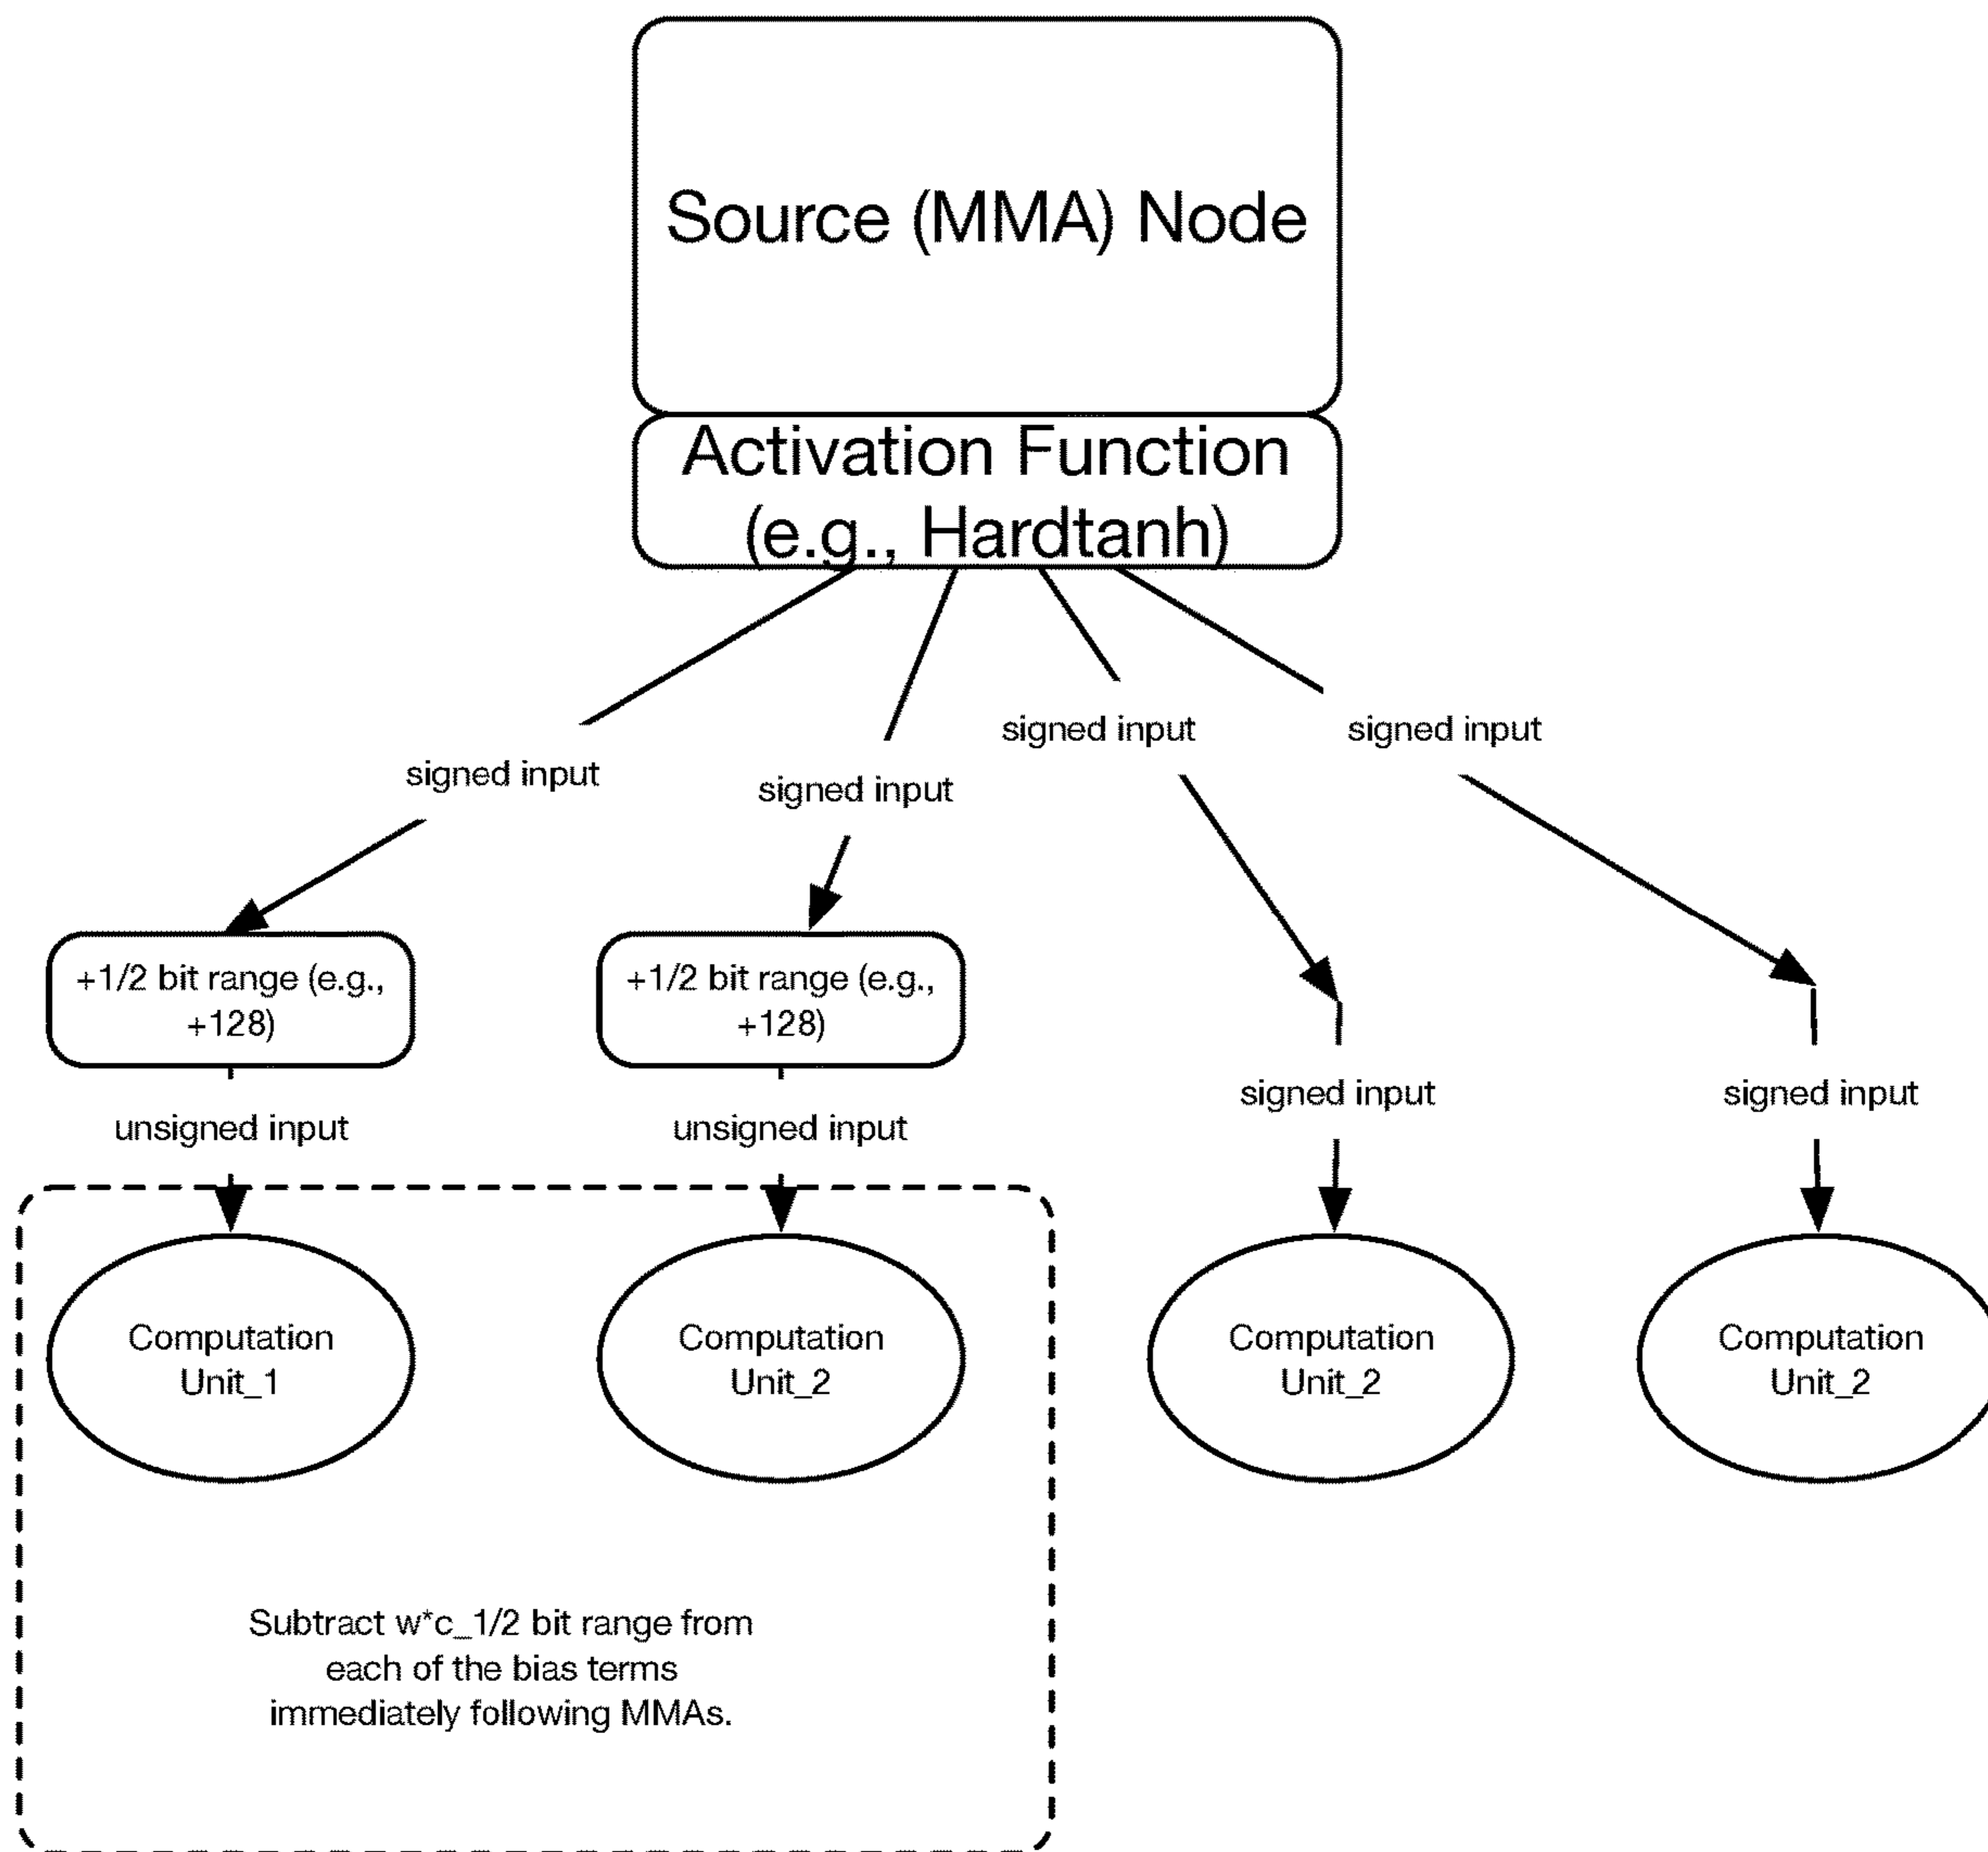 Source (MMA) Node
Activation Function
(e.g., Hardtanh)
signed input
signed input
signed input
signed input
+1/2 bit range (e.g.,
+128)
+1/2 bit range (e.g.,
+128)
signed input
signed input
unsigned input
unsigned input
Computation
Unit_1
Computation
Unit_2
Computation
Unit_2
Computation
Unit_2
Subtract w*c_1/2 bit range from
each of the bias terms
immediately following MMAs.